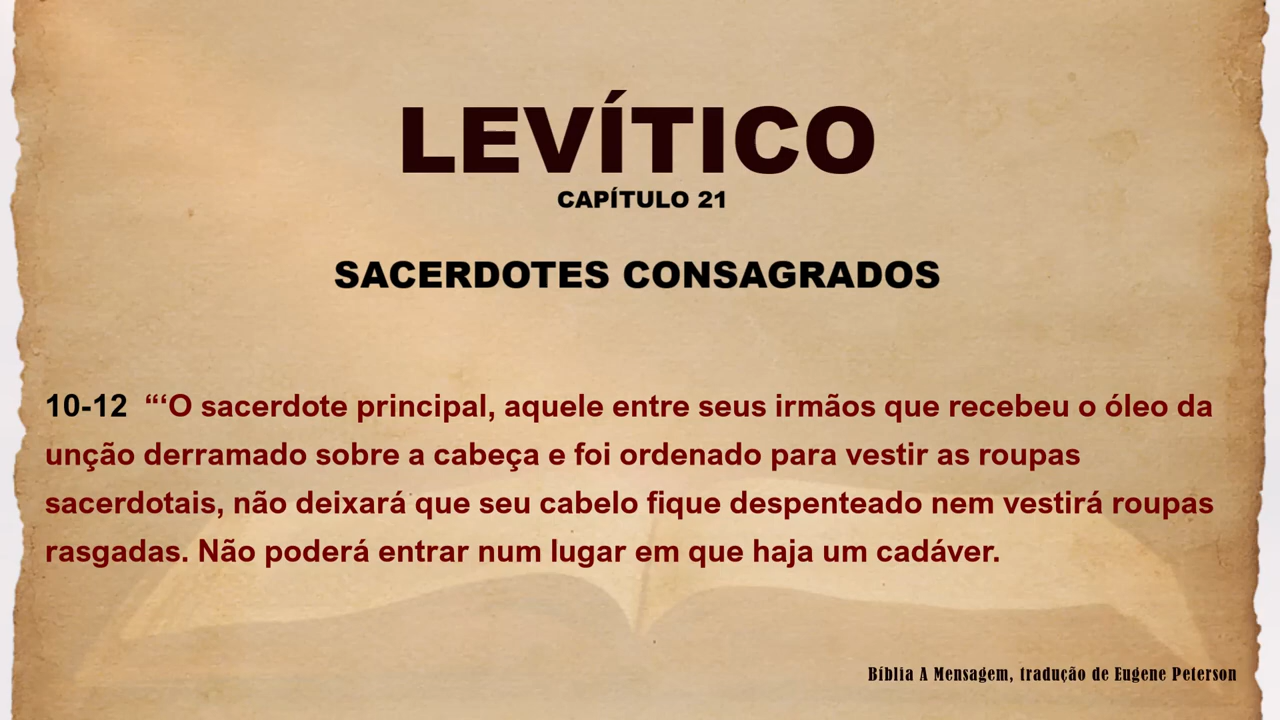 LEVÍTICO
CAPÍTULO 21
SACERDOTES CONSAGRADOS
10-12 “‘O sacerdote principal, aquele entre seus irmãos que recebeu o óleo da
unção derramado sobre a cabeça e foi ordenado para vestir as roupas
sacerdotais, não deixará que seu cabelo fique despenteado nem vestirá roupas
rasgadas. Não poderá entrar num lugar em que haja um cadáver.
Bíblia A Mensagem, tradução de Eugene Peterson